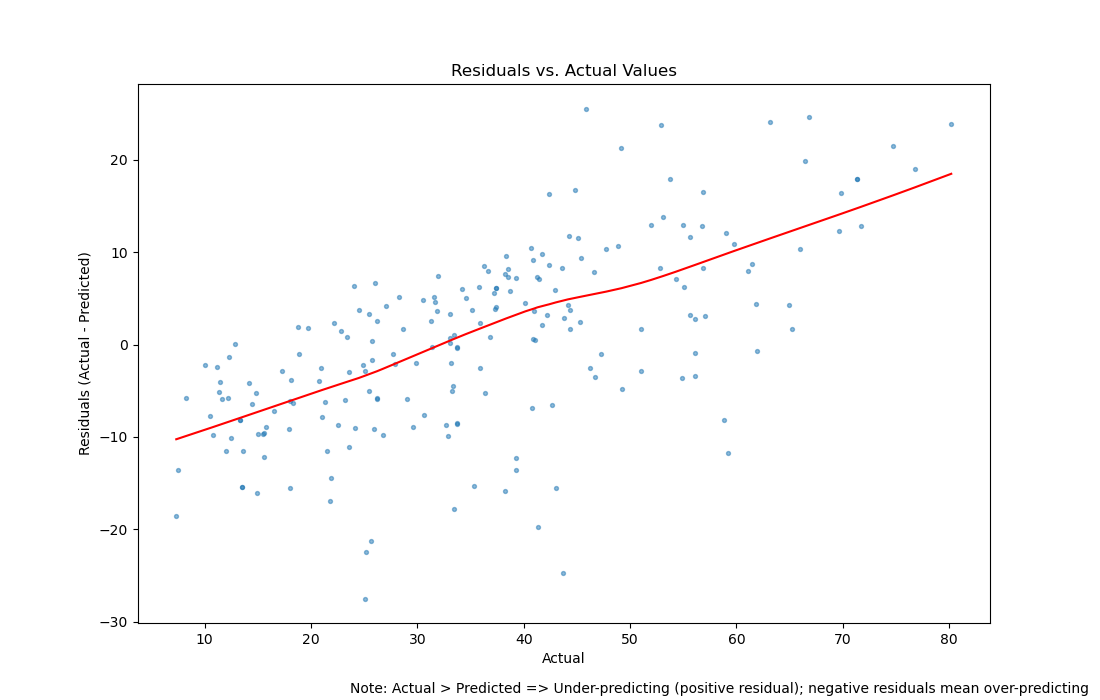 Residuals vs. Actual Values
Residuals (Actual - Predicted)
20
10
0
−10
−20
−30
10 20 30 40 50 60 70 80
Actual
Note: Actual > Predicted => Under-predicting (positive residual); negative residuals mean over-predicting